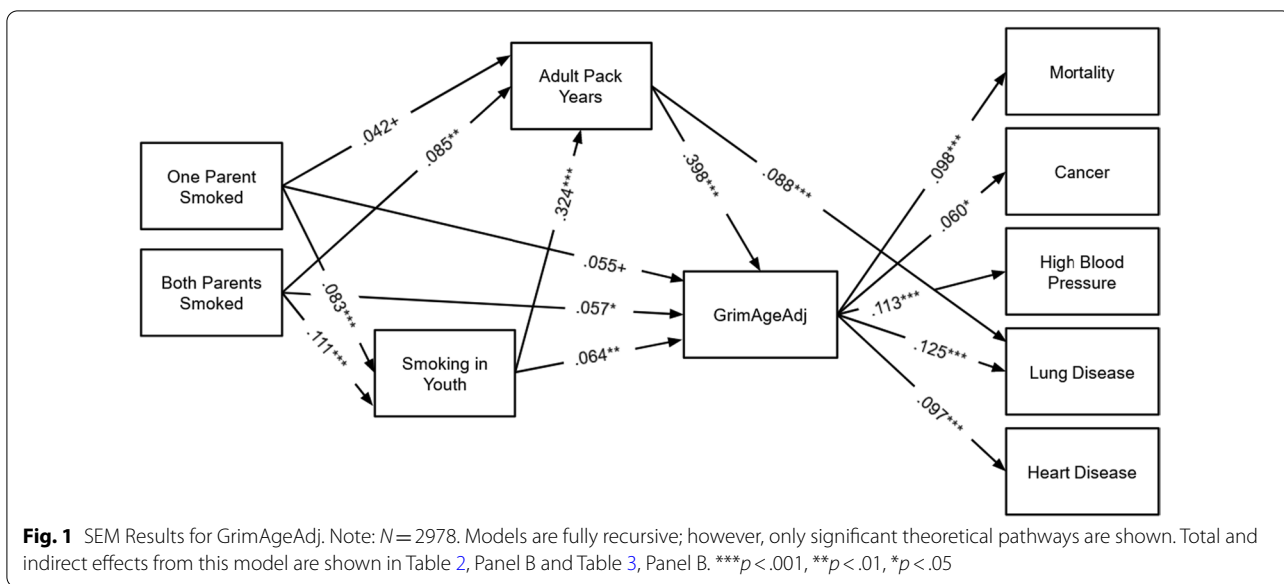 Adult Pack
Years
Mortality
.042+
.085**
.098***
One Parent
Smoked
.324***
.398***
.088***
Cancer
.060*
.055+
High Blood
Pressure
Both Parents
Smoked
.083***
.057*
GrimAgeAdj
.113***
.111***
Smoking in
Youth
.064**
.125***
Lung Disease
.097***
Heart Disease
Fig. 1 SEM Results for GrimAgeAdj. Note: N = 2978. Models are fully recursive; however, only significant theoretical pathways are shown. Total and
indirect effects from this model are shown in Table 2, Panel B and Table 3, Panel B. ***p < .001, **p < .01, *p < .05